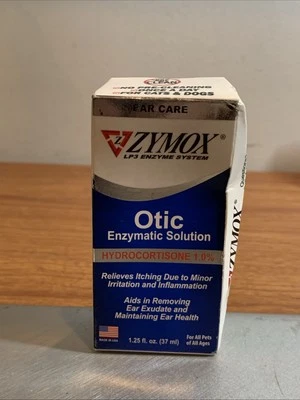 NO PRE-CLEANING
ONCE A DAY
FOR CATS & DOGS
EAR CARE
ZYMOX®
LP3 ENZYME SYSTEM
Otic
Enzymatic Solution
HYDROCORTISONE 1.0%
Relieves Itching Due to Minor
Irritation and Inflammation
Aids in Removing
Ear Exudate and
Maintaining Ear Health
Made in USA
1.25 fl. oz. (37 ml)
For All Pets
of All Ages
ZYMOX®